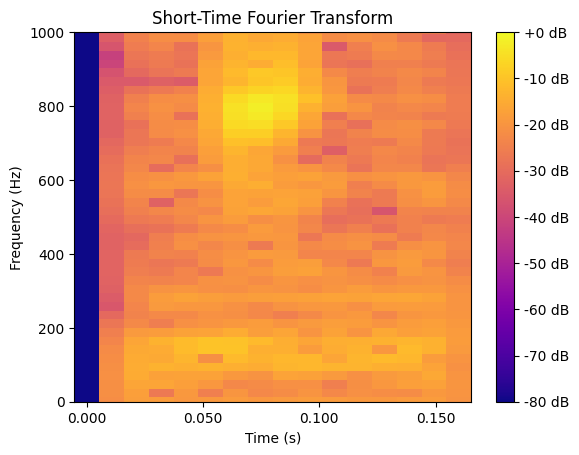 Short-Time Fourier Transform
Frequency (Hz)
1000
800
600
400
200
0
0.000
0.050
0.100
0.150
Time (s)
+0 dB
-10 dB
-20 dB
-30 dB
-40 dB
-50 dB
-60 dB
-70 dB
-80 dB